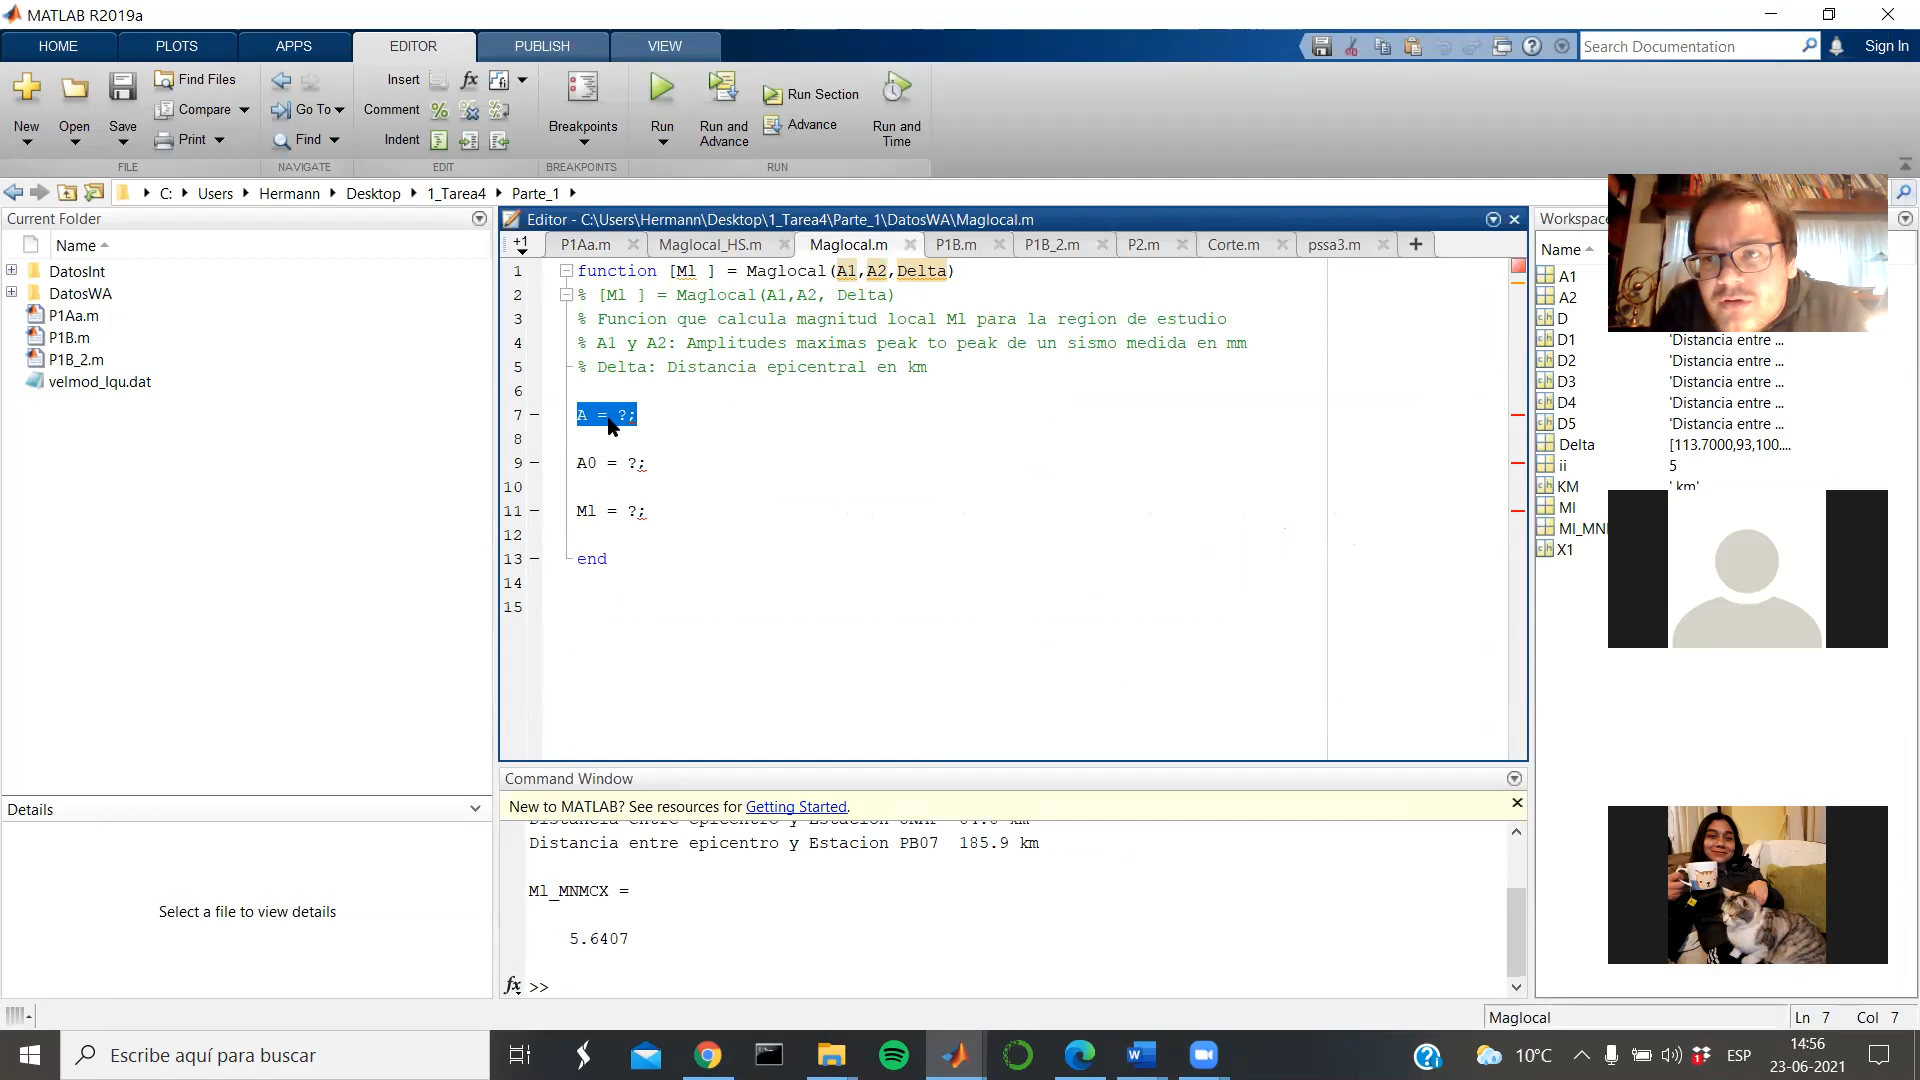 MATLAB R2019a
HOME PLOTS APPS EDITOR PUBLISH VIEW
Search Documentation
Sign In
New
Open
Save
Find Files
Compare
Print
FILE
Go To
Find
NAVIGATE
Insert
Comment
Indent
EDIT
Breakpoints
BREAKPOINTS
Run
Run and Advance
Run Section
Advance
Run and Time
RUN
C: Users Hermann Desktop 1_Tarea4 Parte_1
Current Folder
Name
DatosInt
DatosWA
P1Aa.m
P1B.m
P1B_2.m
velmod_Iqu.dat
Details
Select a file to view details
Editor - C:\Users\Hermann\Desktop\1_Tarea4\Parte_1\DatosWA\Maglocal.m
+1 P1Aa.m Maglocal_HS.m Maglocal.m P1B.m P1B_2.m P2.m Corte.m pssa3.m
1 function [Ml ] = Maglocal(A1,A2,Delta)
2 % [Ml ] = Maglocal(A1,A2, Delta)
3 % Funcion que calcula magnitud local Ml para la region de estudio
4 % A1 y A2: Amplitudes maximas peak to peak de un sismo medida en mm
5 % Delta: Distancia epicentral en km
6
7 A = ?;
8
9 A0 = ?;
10
11 Ml = ?;
12
13 end
14
15
Command Window
New to MATLAB? See resources for Getting Started.
Distancia entre epicentro y Estacion PB07 185.9 km
Ml_MNMCX =
5.6407
fx >>
Workspace
Name
A1
A2
D
D1 'Distancia entre ...
D2 'Distancia entre ...
D3 'Distancia entre ...
D4 'Distancia entre ...
D5 'Distancia entre ...
Delta [113.7000,93,100....
ii 5
KM ' km'
Ml
Ml_MN
X1
Maglocal
Ln 7 Col 7
Escribe aquí para buscar
10°C
ESP
14:56
23-06-2021